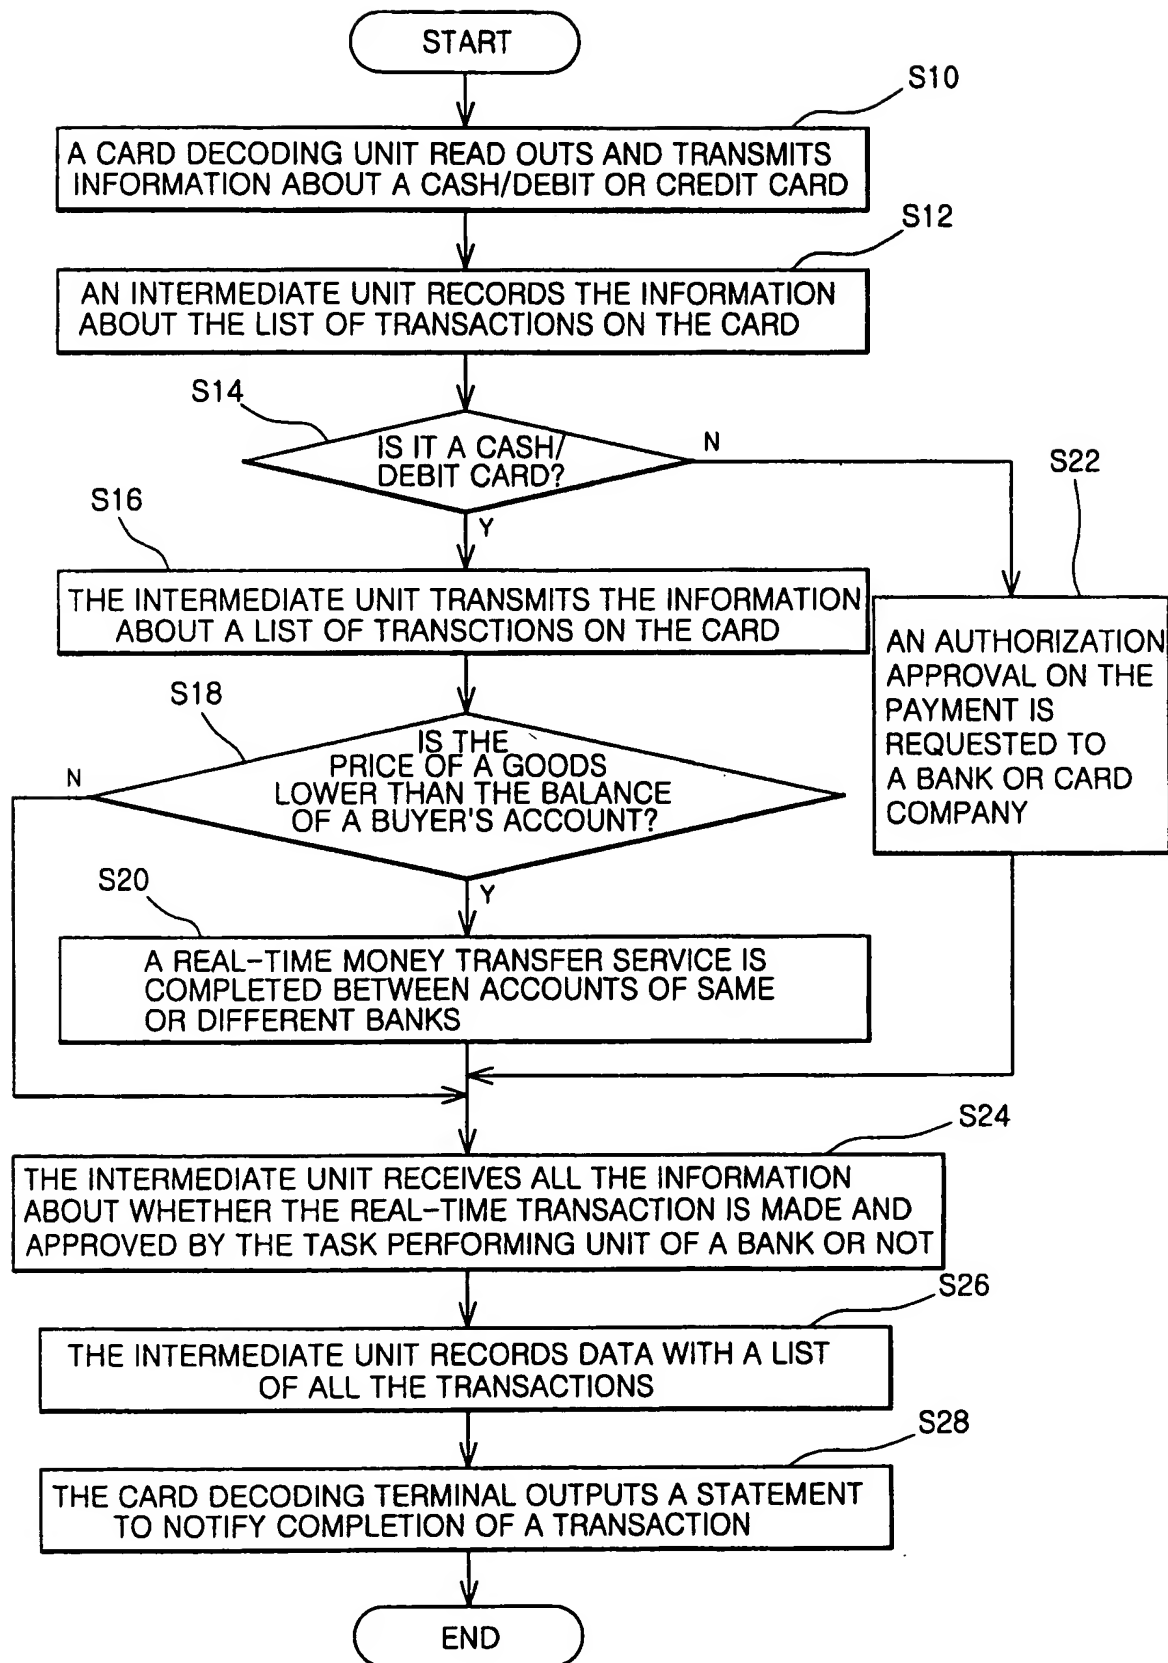 START
S10
A CARD DECODING UNIT READ OUTS AND TRANSMITS
INFORMATION ABOUT A CASH/DEBIT OR CREDIT CARD
S12
AN INTERMEDIATE UNIT RECORDS THE INFORMATION
ABOUT THE LIST OF TRANSACTIONS ON THE CARD
S14
IS IT A CASH/
DEBIT CARD?
N
Y
S22
S16
THE INTERMEDIATE UNIT TRANSMITS THE INFORMATION
ABOUT A LIST OF TRANSCTIONS ON THE CARD
AN AUTHORIZATION
APPROVAL ON THE
PAYMENT IS
REQUESTED TO
A BANK OR CARD
COMPANY
S18
IS THE
PRICE OF A GOODS
LOWER THAN THE BALANCE
OF A BUYER'S ACCOUNT?
N
Y
S20
A REAL-TIME MONEY TRANSFER SERVICE IS
COMPLETED BETWEEN ACCOUNTS OF SAME
OR DIFFERENT BANKS
S24
THE INTERMEDIATE UNIT RECEIVES ALL THE INFORMATION
ABOUT WHETHER THE REAL-TIME TRANSACTION IS MADE AND
APPROVED BY THE TASK PERFORMING UNIT OF A BANK OR NOT
S26
THE INTERMEDIATE UNIT RECORDS DATA WITH A LIST
OF ALL THE TRANSACTIONS
S28
THE CARD DECODING TERMINAL OUTPUTS A STATEMENT
TO NOTIFY COMPLETION OF A TRANSACTION
END